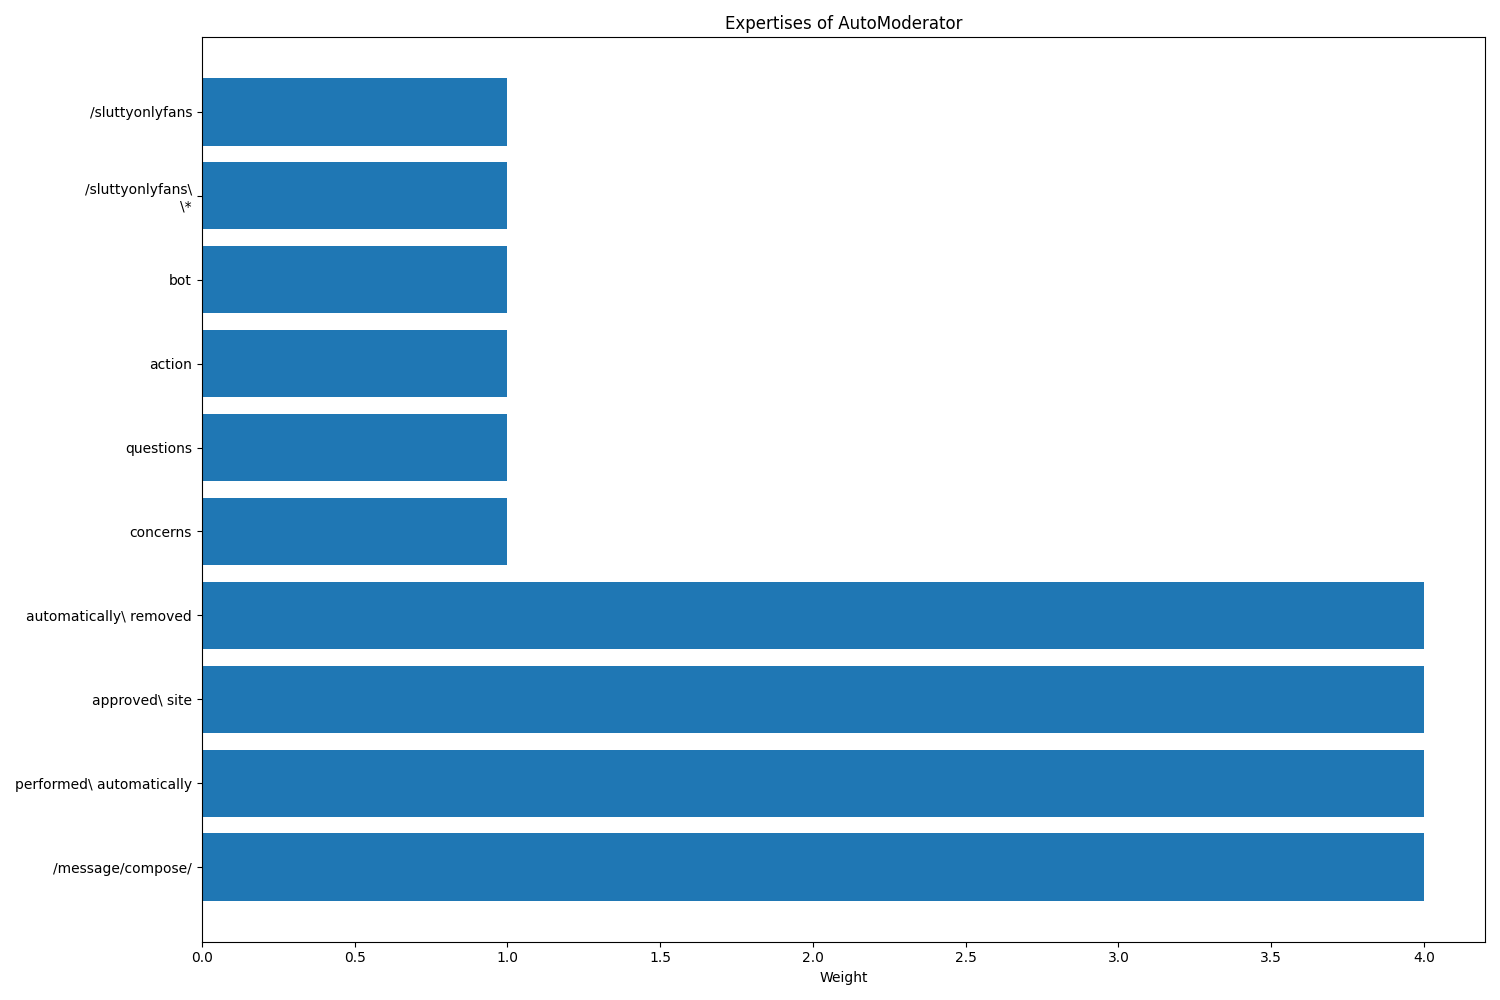 Expertises of AutoModerator
/sluttyonlyfans
/sluttyonlyfans\
\*
bot
action
questions
concerns
automatically\ removed
approved\ site
performed\ automatically
/message/compose/
0.0 0.5 1.0 1.5 2.0 2.5 3.0 3.5 4.0
Weight